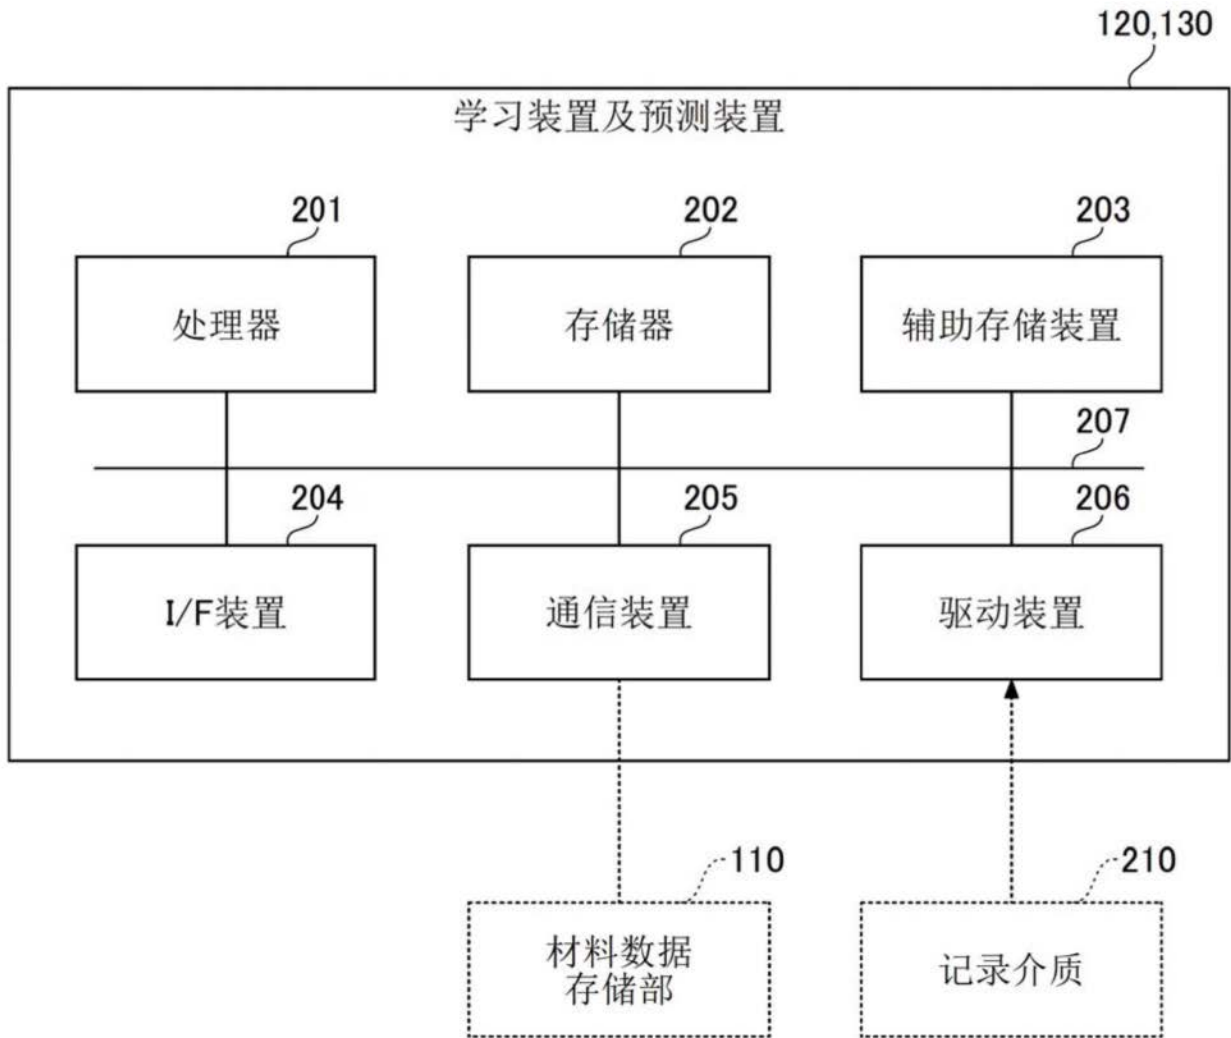 120,130
学习装置及预测装置
201
202
203
处理器
存储器
辅助存储装置
207
204
205
206
I/F装置
通信装置
驱动装置
110
210
材料数据
存储部
记录介质